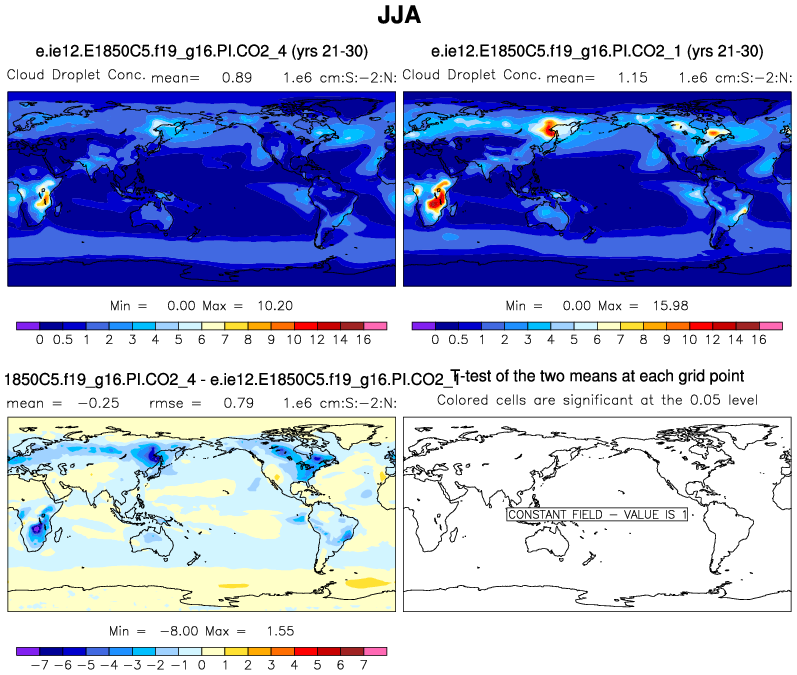 JJA
e.ie12.E1850C5.f19_g16.PI.CO2_4 (yrs 21-30)
Cloud Droplet Conc. mean= 0.89 1.e6 cm:S:-2:N:
Min = 0.00 Max = 10.20
0 0.5 1 2 3 4 5 6 7 8 9 10 12 14 16
e.ie12.E1850C5.f19_g16.PI.CO2_1 (yrs 21-30)
Cloud Droplet Conc. mean= 1.15 1.e6 cm:S:-2:N:
Min = 0.00 Max = 15.98
0 0.5 1 2 3 4 5 6 7 8 9 10 12 14 16
1850C5.f19_g16.PI.CO2_4 - e.ie12.E1850C5.f19_g16.PI.CO2_1
mean = -0.25 rmse = 0.79 1.e6 cm:S:-2:N:
Min = -8.00 Max = 1.55
-7 -6 -5 -4 -3 -2 -1 0 1 2 3 4 5 6 7
T-test of the two means at each grid point
Colored cells are significant at the 0.05 level
CONSTANT FIELD - VALUE IS 1